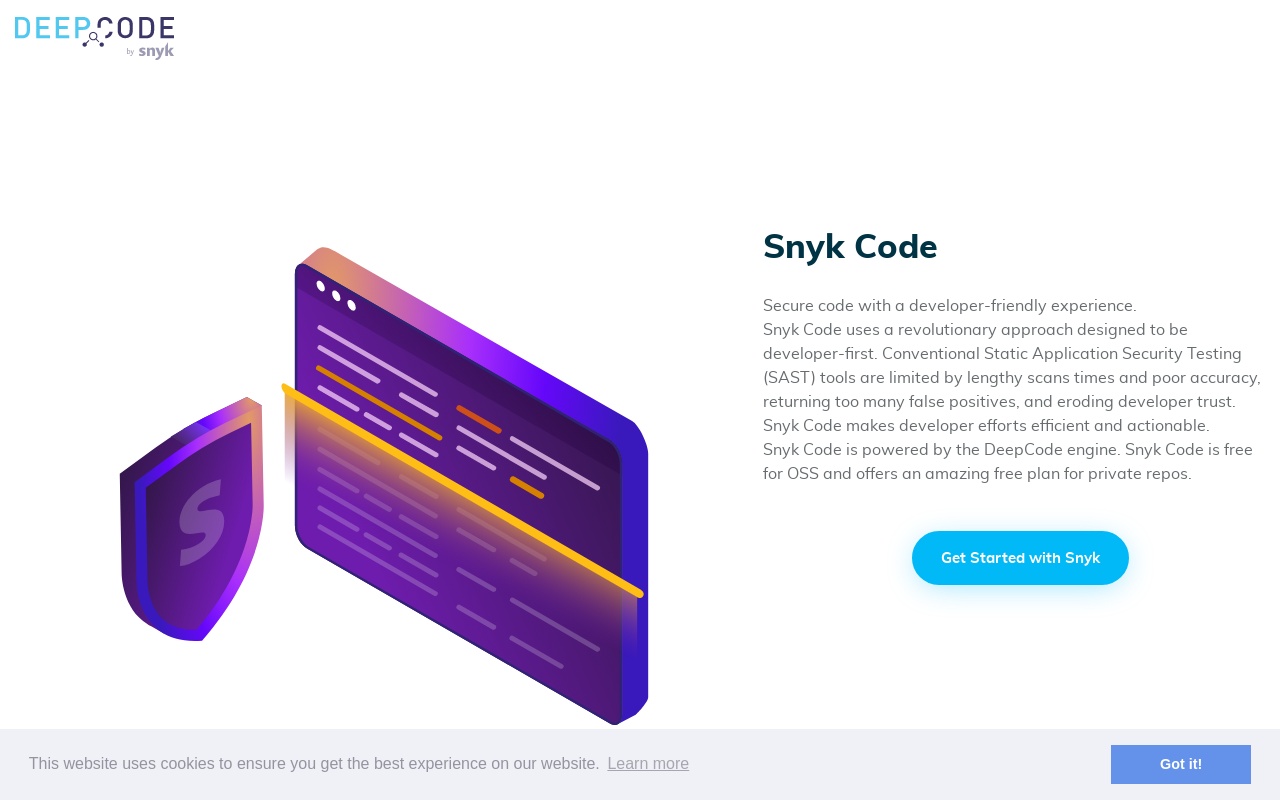 DEEPCODE
by snyk
Snyk Code
Secure code with a developer-friendly experience.
Snyk Code uses a revolutionary approach designed to be
developer-first. Conventional Static Application Security Testing
(SAST) tools are limited by lengthy scans times and poor accuracy,
returning too many false positives, and eroding developer trust.
Snyk Code makes developer efforts efficient and actionable.
Snyk Code is powered by the DeepCode engine. Snyk Code is free
for OSS and offers an amazing free plan for private repos.
S
Get Started with Snyk
This website uses cookies to ensure you get the best experience on our website. Learn more
Got it!